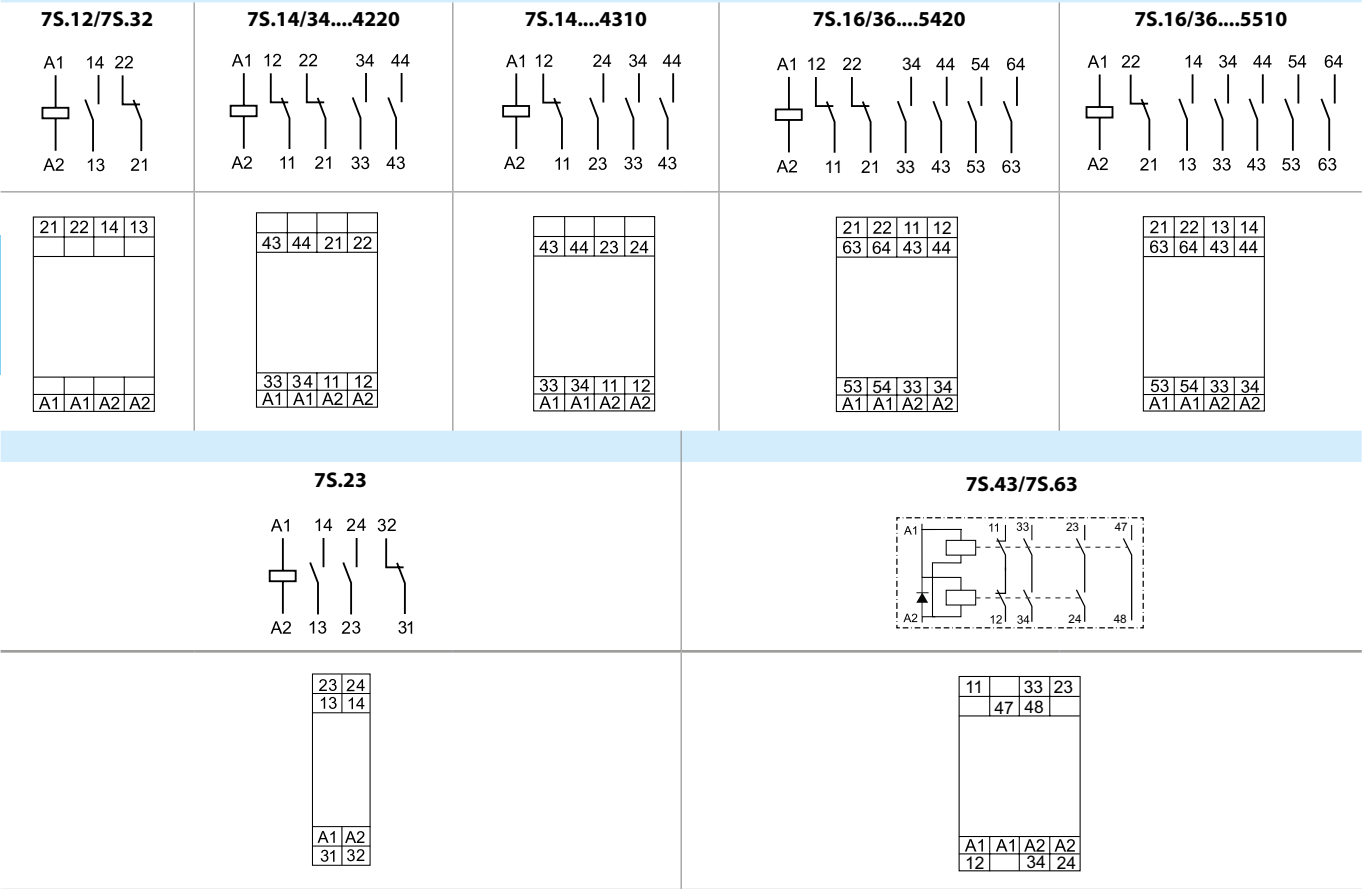 7S.12/7S.32 7S.14/34....4220 7S.14....4310 7S.16/36....5420 7S.16/36....5510
A1 14 22 A1 12 22 34 44 A1 12 24 34 44 A1 12 22 34 44 54 64 A1 22 14 34 44 54 64
A2 13 21 A2 11 21 33 43 A2 11 23 33 43 A2 11 21 33 43 53 63 A2 21 13 33 43 53 63
21 22 14 13 21 22 11 12 21 22 13 14
43 44 21 22 43 44 23 24 63 64 43 44 63 64 43 44
33 34 11 12 33 34 11 12 53 54 33 34 53 54 33 34
A1 A1 A2 A2 A1 A1 A2 A2 A1 A1 A2 A2 A1 A1 A2 A2 A1 A1 A2 A2
7S.23 7S.43/7S.63
A1 14 24 32 A1 11 33 23 47
A2 13 23 31 A2 12 34 24 48
23 24 11 33 23
13 14 47 48
A1 A2 A1 A1 A2 A2
31 32 12 34 24